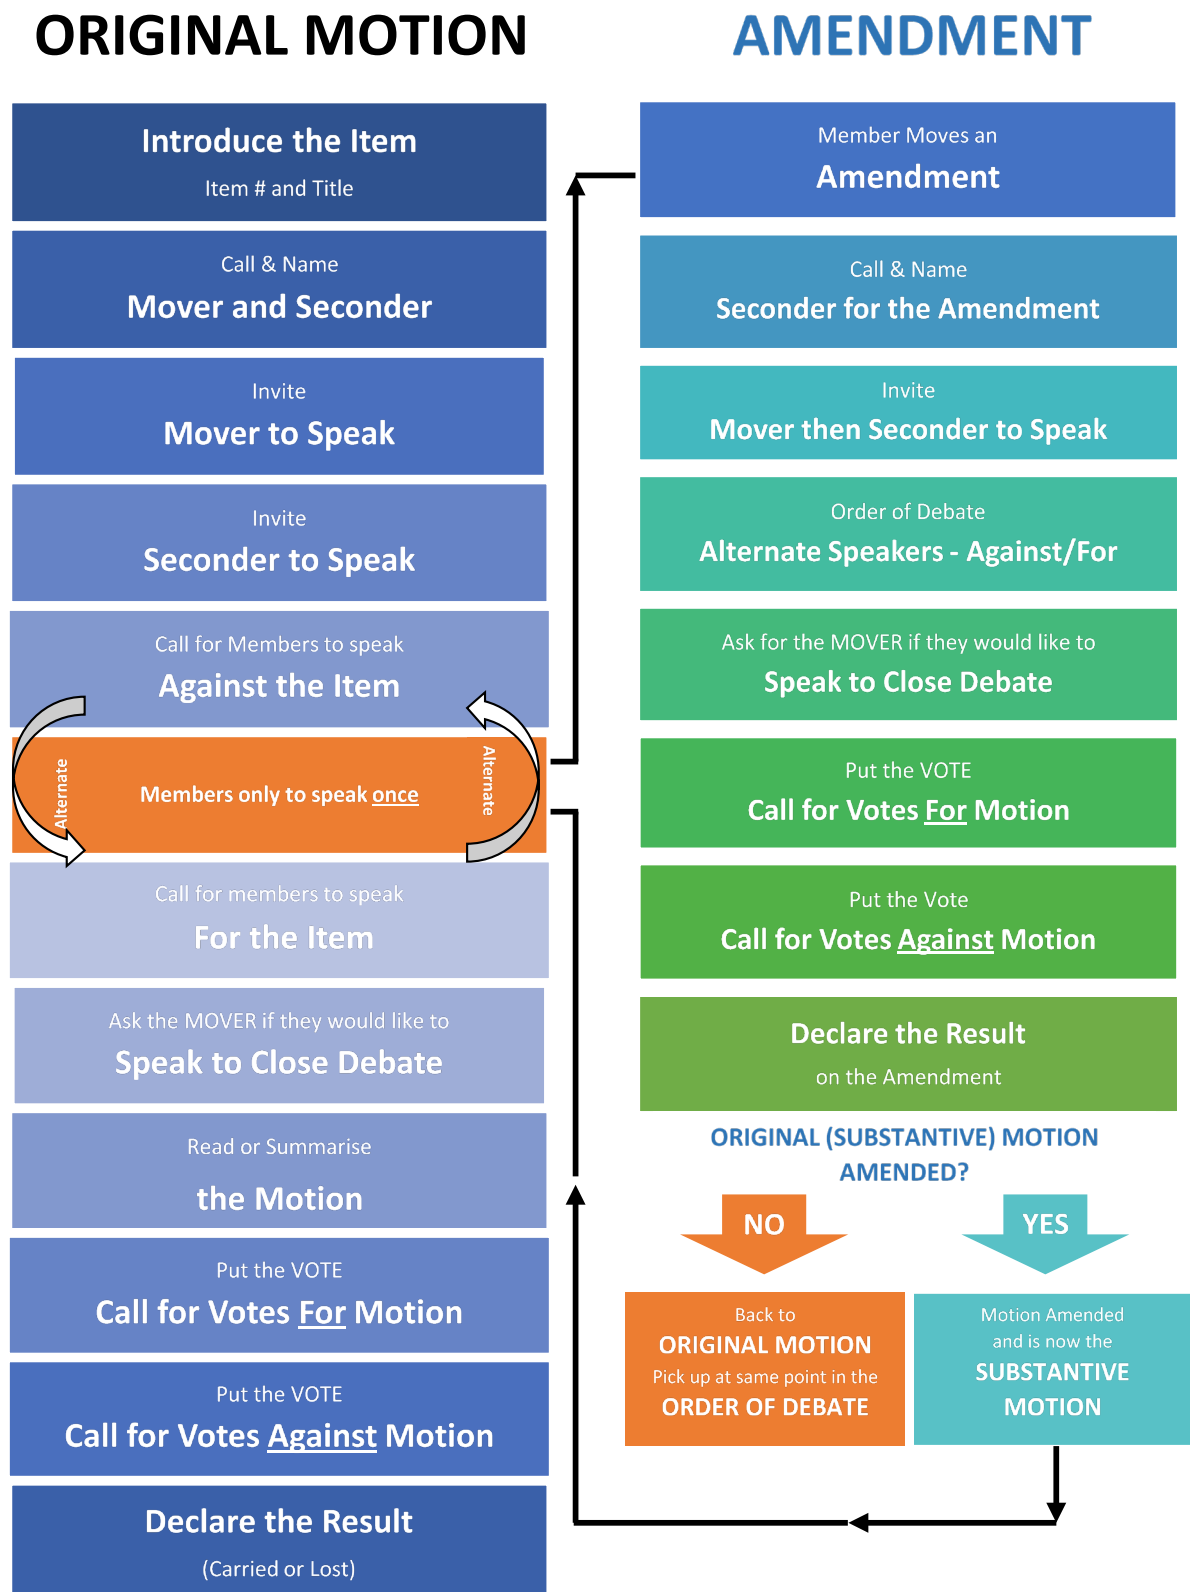 ORIGINAL MOTION
Introduce the Item
Item # and Title
Call & Name
Mover and Seconder
Invite
Mover to Speak
Invite
Seconder to Speak
Call for Members to speak
Against the Item
Alternate
Members only to speak once
Alternate
Call for members to speak
For the Item
Ask the MOVER if they would like to
Speak to Close Debate
Read or Summarise
the Motion
Put the VOTE
Call for Votes For Motion
Put the VOTE
Call for Votes Against Motion
Declare the Result
(Carried or Lost)
AMENDMENT
Member Moves an
Amendment
Call & Name
Seconder for the Amendment
Invite
Mover then Seconder to Speak
Order of Debate
Alternate Speakers - Against/For
Ask for the MOVER if they would like to
Speak to Close Debate
Put the VOTE
Call for Votes For Motion
Put the Vote
Call for Votes Against Motion
Declare the Result
on the Amendment
ORIGINAL (SUBSTANTIVE) MOTION
AMENDED?
NO
Back to
ORIGINAL MOTION
Pick up at same point in the
ORDER OF DEBATE
YES
Motion Amended
and is now the
SUBSTANTIVE
MOTION